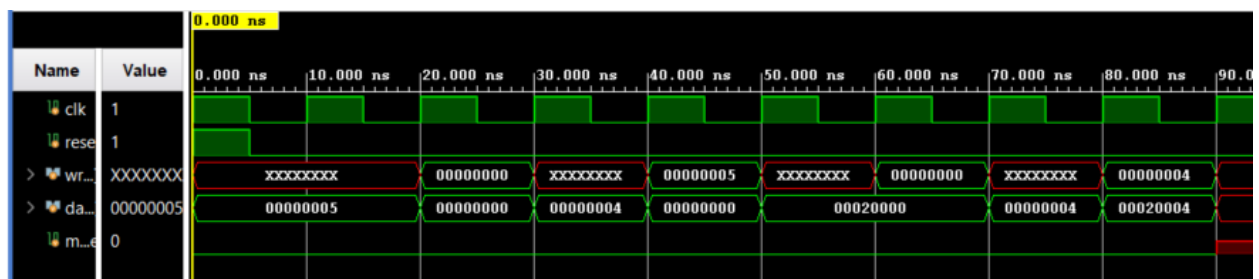 0.000 ns
Name Value 0.000 ns 10.000 ns 20.000 ns 30.000 ns 40.000 ns 50.000 ns 60.000 ns 70.000 ns 80.000 ns 90.0
clk 1
rese 1
> wr... XXXXXXX XXXXXXXX 00000000 XXXXXXXX 00000005 XXXXXXXX 00000000 XXXXXXXX 00000004
> da... 00000005 00000005 00000000 00000004 00000000 00020000 00000004 00020004
m...e 0